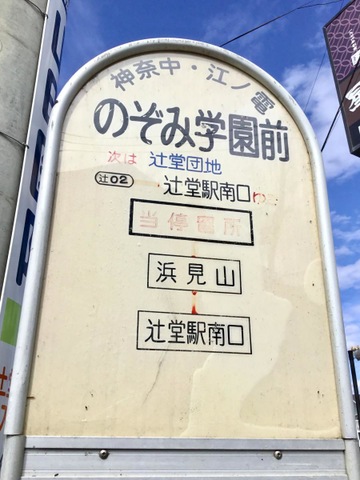 神奈中・江ノ電
のぞみ学園前
次は 辻堂団地
辻02 辻堂駅南口ゆき
当停留所
浜見山
辻堂駅南口